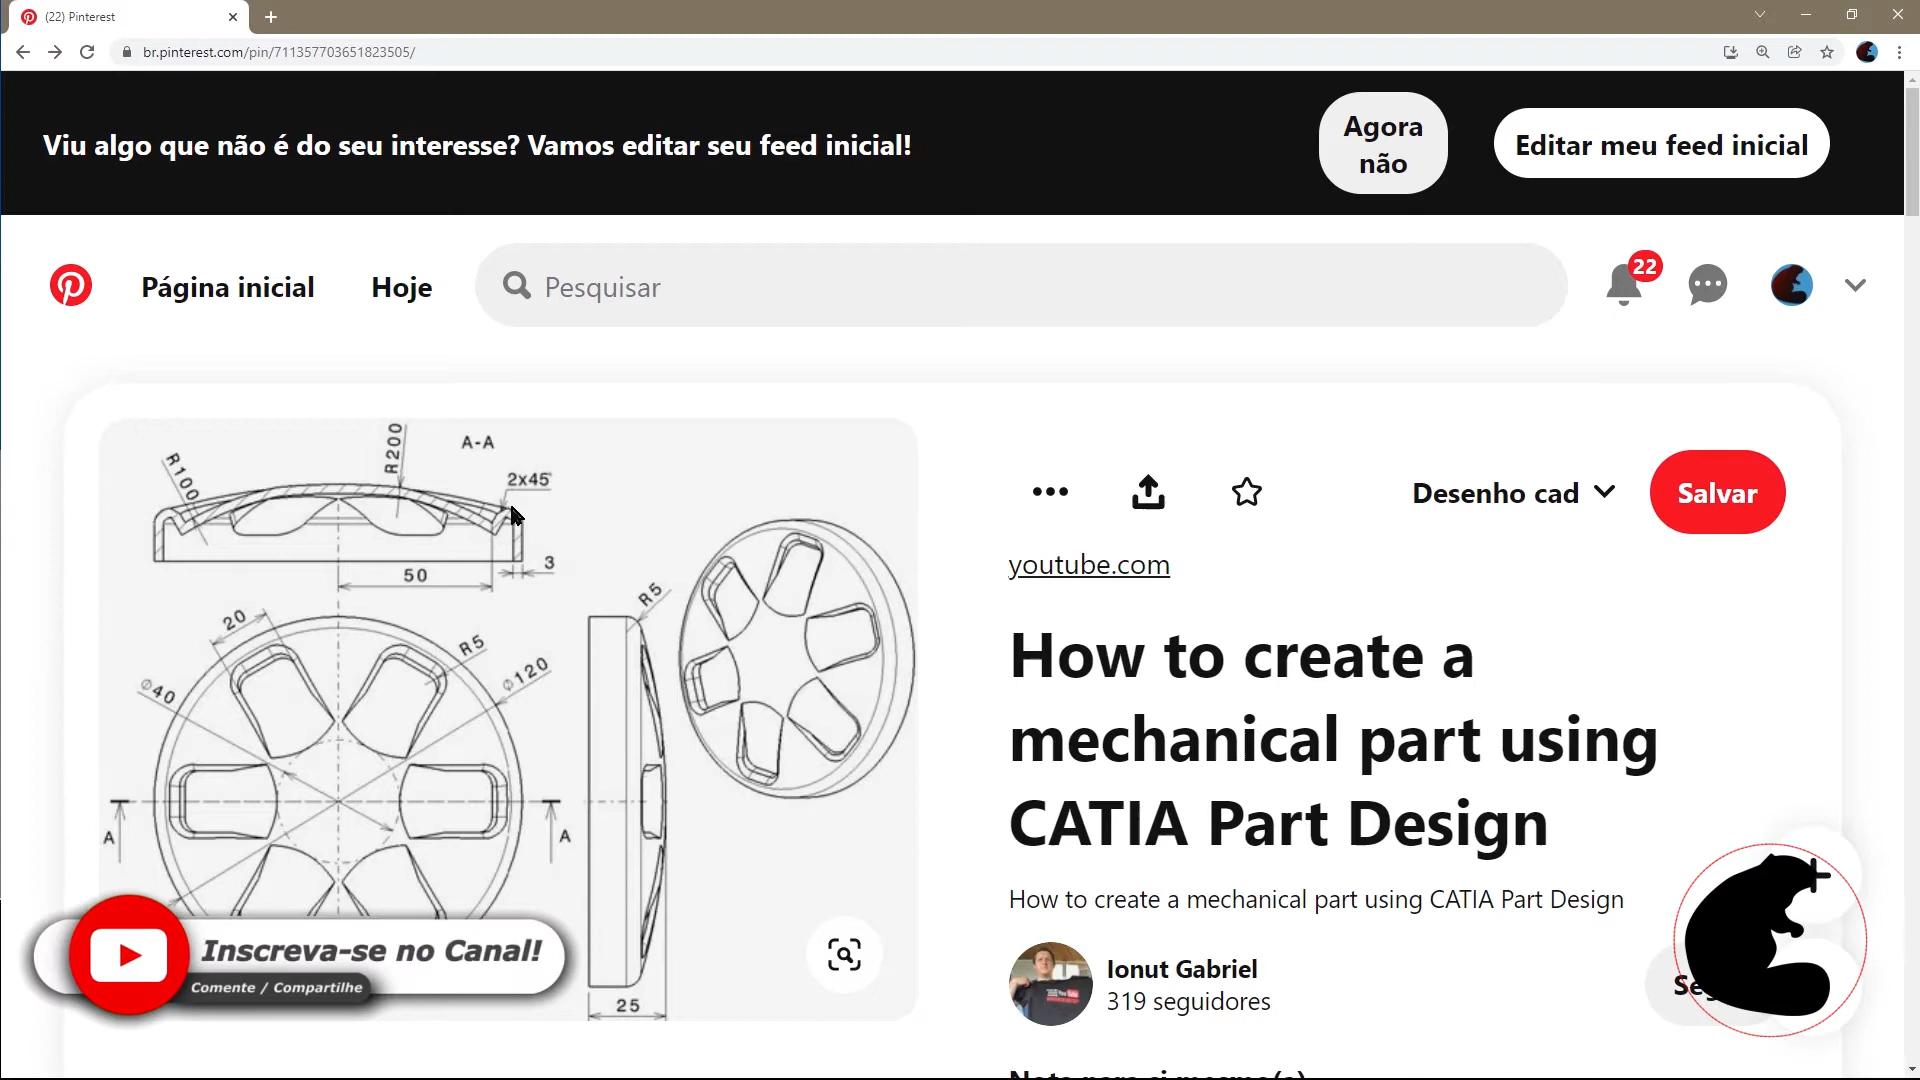 (22) Pinterest
br.pinterest.com/pin/711357703651823505/
Viu algo que não é do seu interesse? Vamos editar seu feed inicial!
Agora
não
Editar meu feed inicial
Página inicial
Hoje
Pesquisar
22
A-A
R200
R100
2x45°
3
50
20
R5
Ø120
Ø40
R5
A
A
25
Desenho cad
Salvar
youtube.com
How to create a
mechanical part using
CATIA Part Design
How to create a mechanical part using CATIA Part Design
Ionut Gabriel
319 seguidores
Inscreva-se no Canal!
Comente / Compartilhe